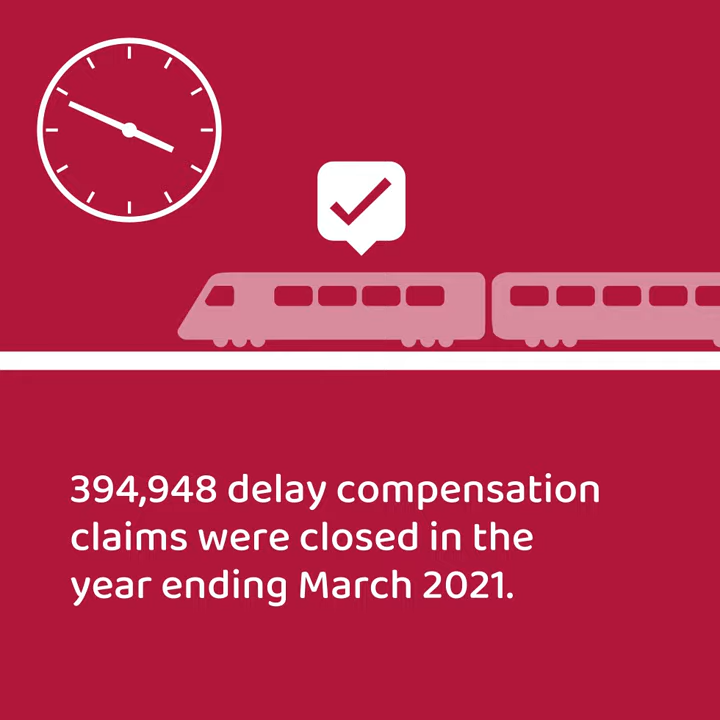 394,948 delay compensation
claims were closed in the
year ending March 2021.